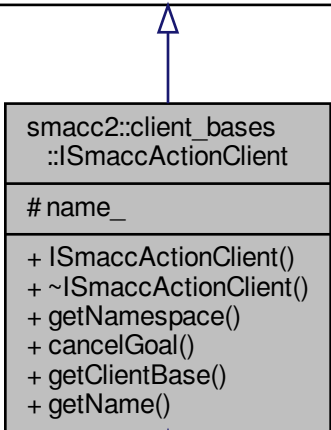 smacc2::client_bases
::ISmaccActionClient
# name_
+ ISmaccActionClient()
+ ~ISmaccActionClient()
+ getNamespace()
+ cancelGoal()
+ getClientBase()
+ getName()